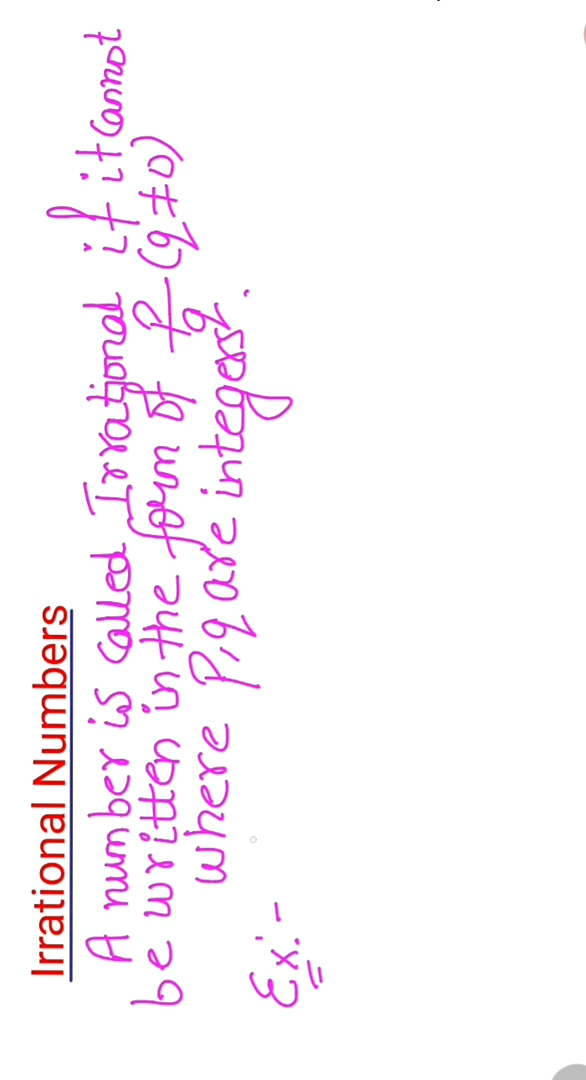 Irrational Numbers
A number is called Irrational if it cannot
be written in the form of p/q (q≠0)
where p,q are integers.
Ex:-